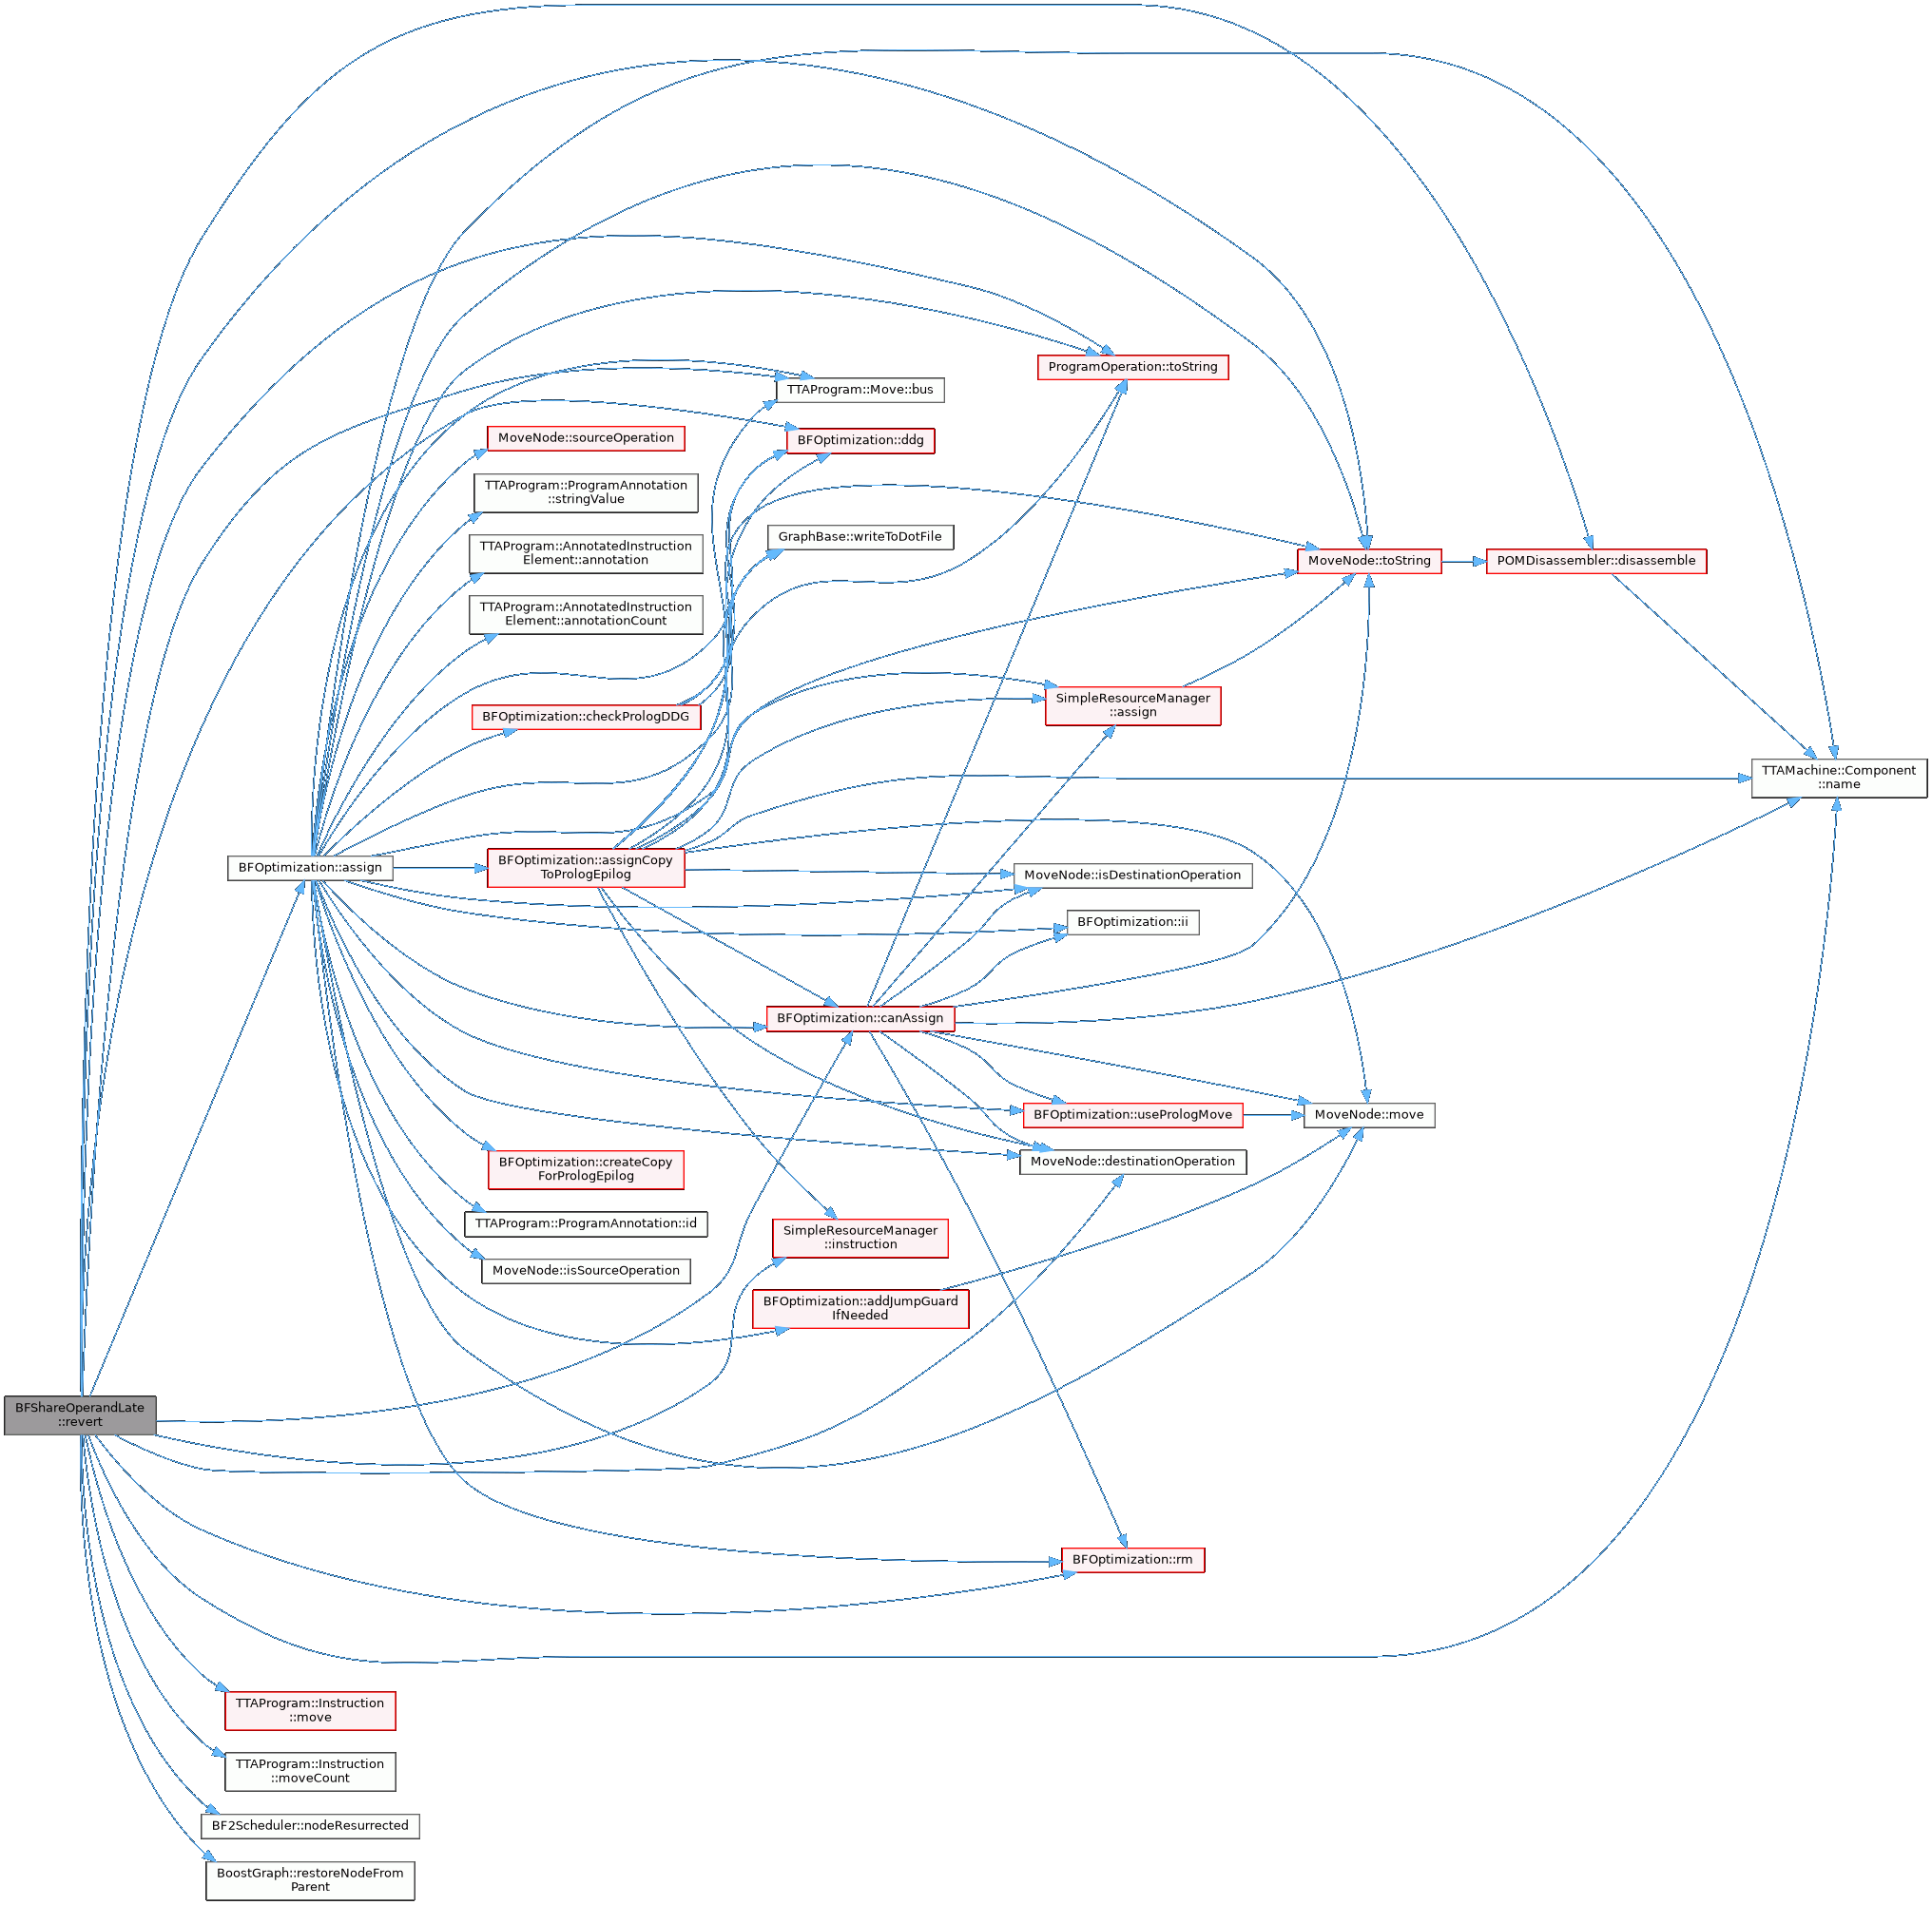 ProgramOperation::toString
TTAProgram::Move::bus
MoveNode::sourceOperation
BFOptimization::ddg
TTAProgram::ProgramAnnotation
::stringValue
GraphBase::writeToDotFile
TTAProgram::AnnotatedInstruction
Element::annotation
MoveNode::toString
POMDisassembler::disassemble
TTAProgram::AnnotatedInstruction
Element::annotationCount
SimpleResourceManager
::assign
BFOptimization::checkPrologDDG
TTAMachine::Component
::name
BFOptimization::assign
BFOptimization::assignCopy
ToPrologEpilog
MoveNode::isDestinationOperation
BFOptimization::ii
BFOptimization::canAssign
BFOptimization::usePrologMove
MoveNode::move
BFOptimization::createCopy
ForPrologEpilog
MoveNode::destinationOperation
TTAProgram::ProgramAnnotation::id
SimpleResourceManager
::instruction
MoveNode::isSourceOperation
BFOptimization::addJumpGuard
IfNeeded
BFShareOperandLate
::revert
BFOptimization::rm
TTAProgram::Instruction
::move
TTAProgram::Instruction
::moveCount
BF2Scheduler::nodeResurrected
BoostGraph::restoreNodeFrom
Parent